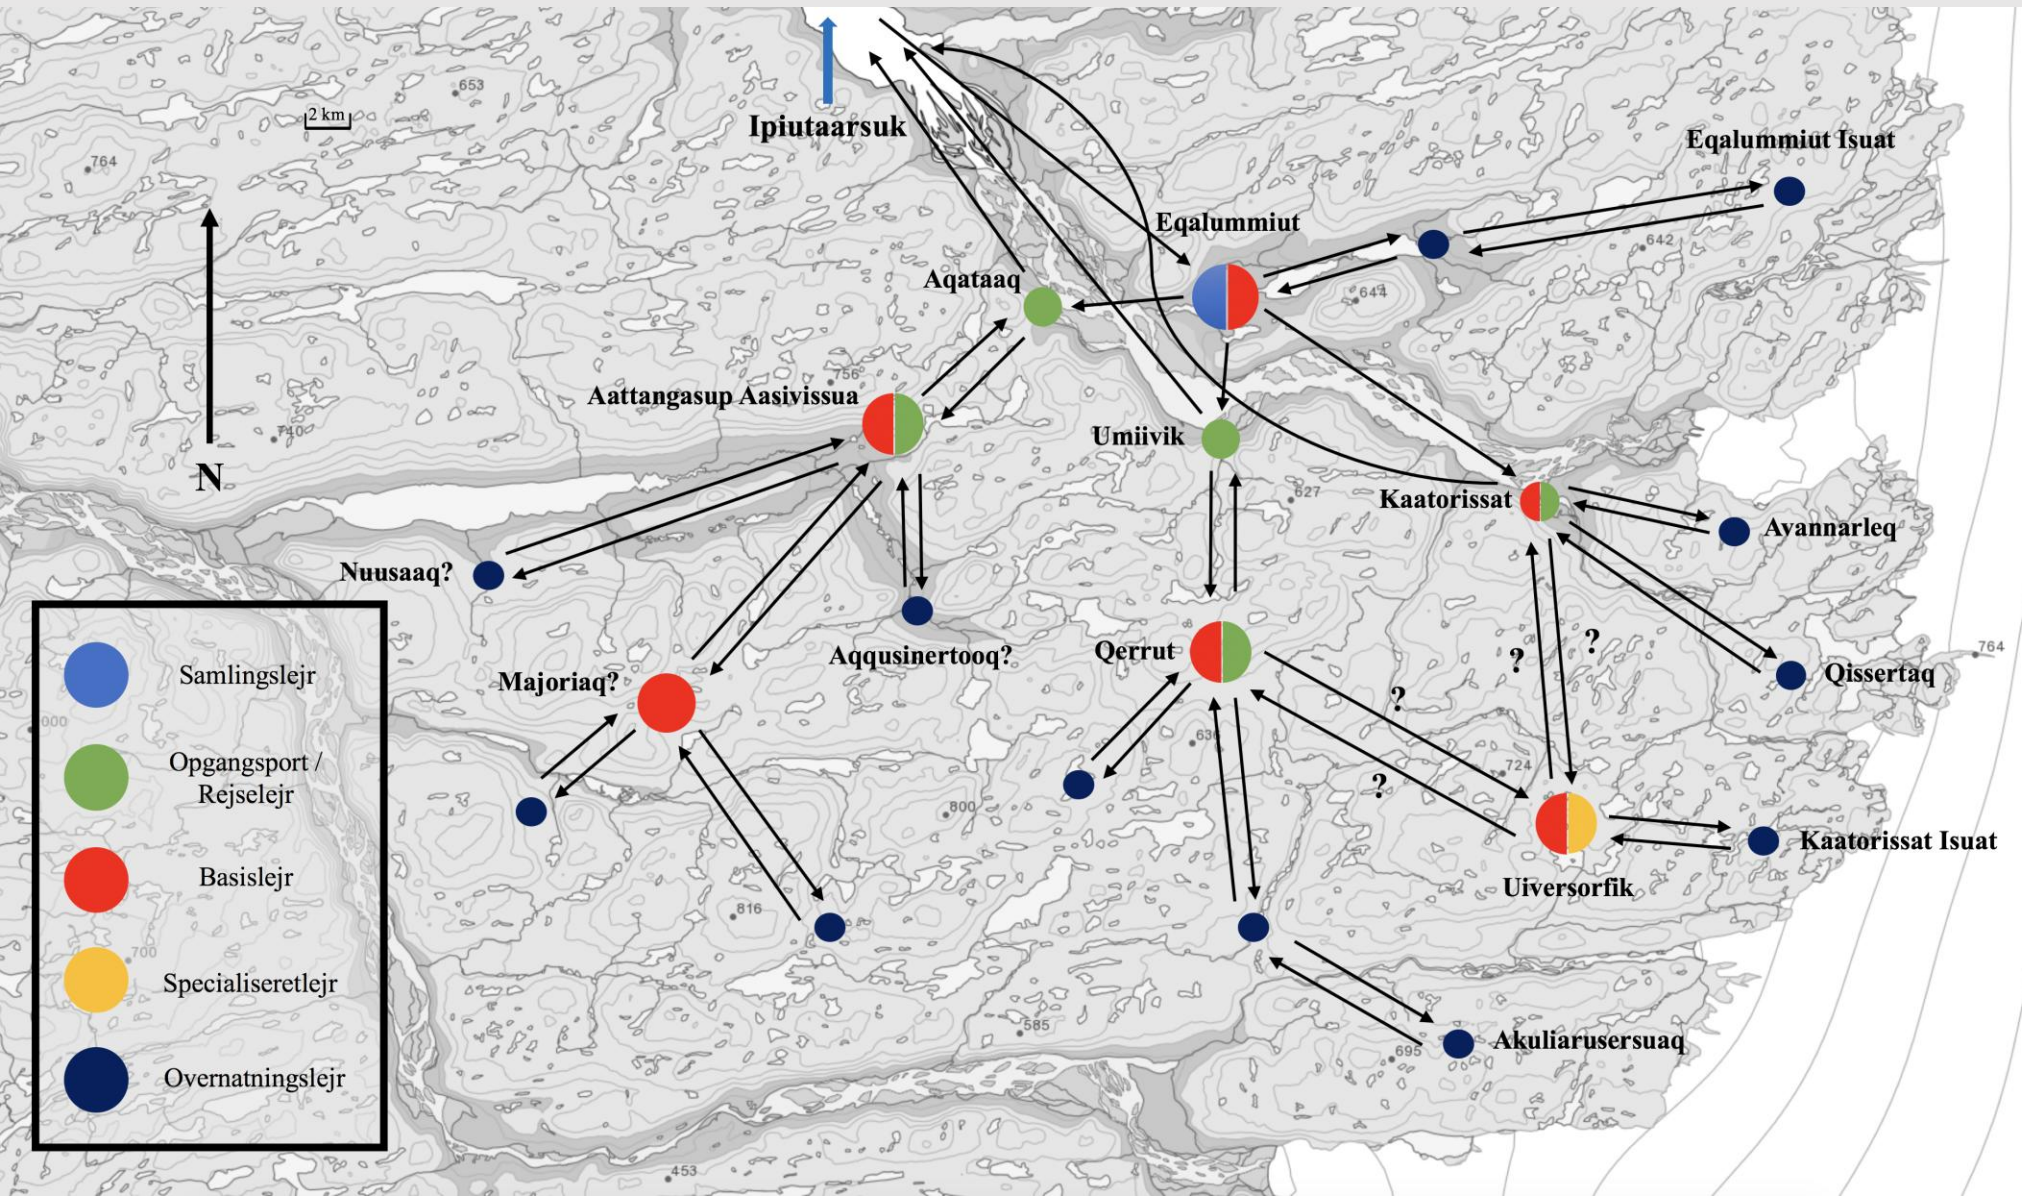 653
2 km
Ipiutaarsuk
764
Eqalummiut Isuat
Eqalummiut
642
Aqataaq
644
756
Aattangasup Aasivissua
740
Umiivik
N
627
Kaatorissat
Avannarleq
Nuusaaq?
Aqqusinertooq?
Qerrut
?
?
764
Qissertaq
Majoriaq?
?
Samlingslejr
000
636
724
Opgangsport /
Rejselejr
?
800
Kaatorissat Isuat
Basislejr
Uiversorfik
816
700
Specialiseretlejr
585
Akuliarusersuaq
695
Overnatningslejr
453